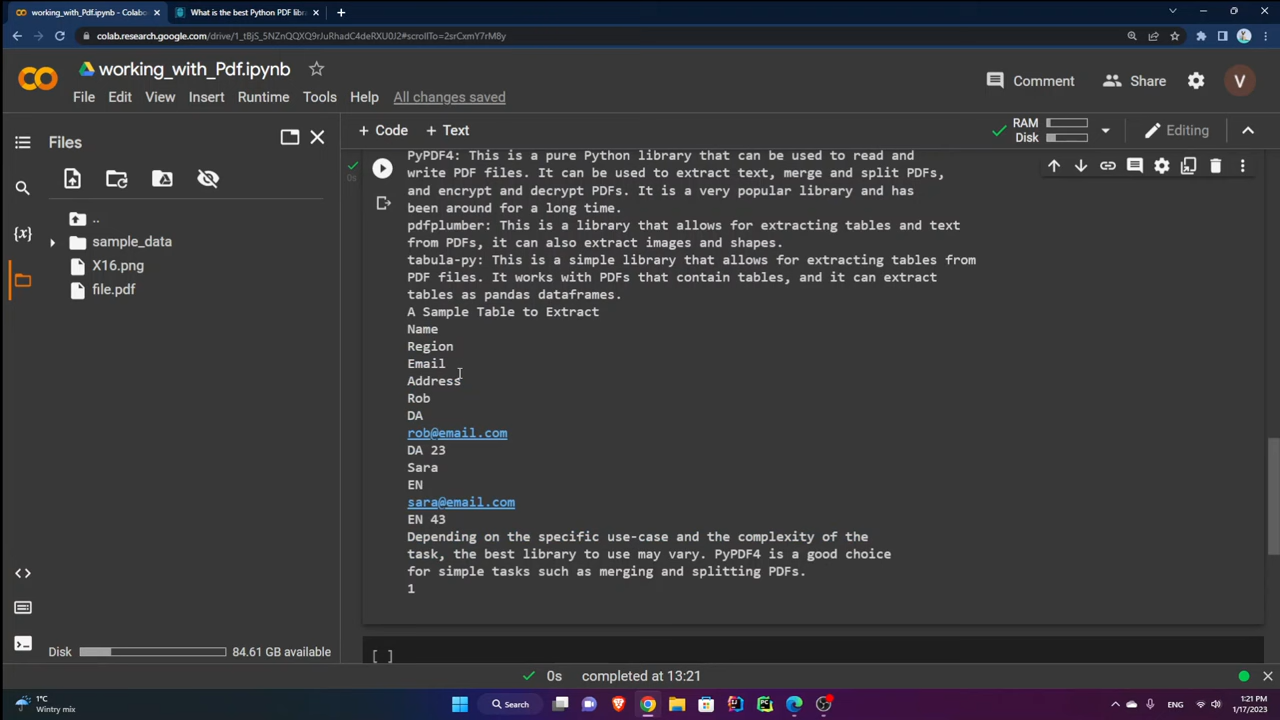 working_with_Pdf.ipynb - Colabo
What is the best Python PDF libr
colab.research.google.com/drive/1_tBjS_5NZnQQXQ9rJuRhadC4deRXU0J2#scrollTo=2srCxmY7rM8y
working_with_Pdf.ipynb
Comment
Share
V
File Edit View Insert Runtime Tools Help All changes saved
Files
+ Code + Text
RAM
Disk
Editing
..
sample_data
X16.png
file.pdf
{x}
0s
PyPDF4: This is a pure Python library that can be used to read and
write PDF files. It can be used to extract text, merge and split PDFs,
and encrypt and decrypt PDFs. It is a very popular library and has
been around for a long time.
pdfplumber: This is a library that allows for extracting tables and text
from PDFs, it can also extract images and shapes.
tabula-py: This is a simple library that allows for extracting tables from
PDF files. It works with PDFs that contain tables, and it can extract
tables as pandas dataframes.
A Sample Table to Extract
Name
Region
Email
Address
Rob
DA
rob@email.com
DA 23
Sara
EN
sara@email.com
EN 43
Depending on the specific use-case and the complexity of the
task, the best library to use may vary. PyPDF4 is a good choice
for simple tasks such as merging and splitting PDFs.
1
[ ]
Disk 84.61 GB available
0s completed at 13:21
1°C
Wintry mix
Search
ENG
1:21 PM
1/17/2023